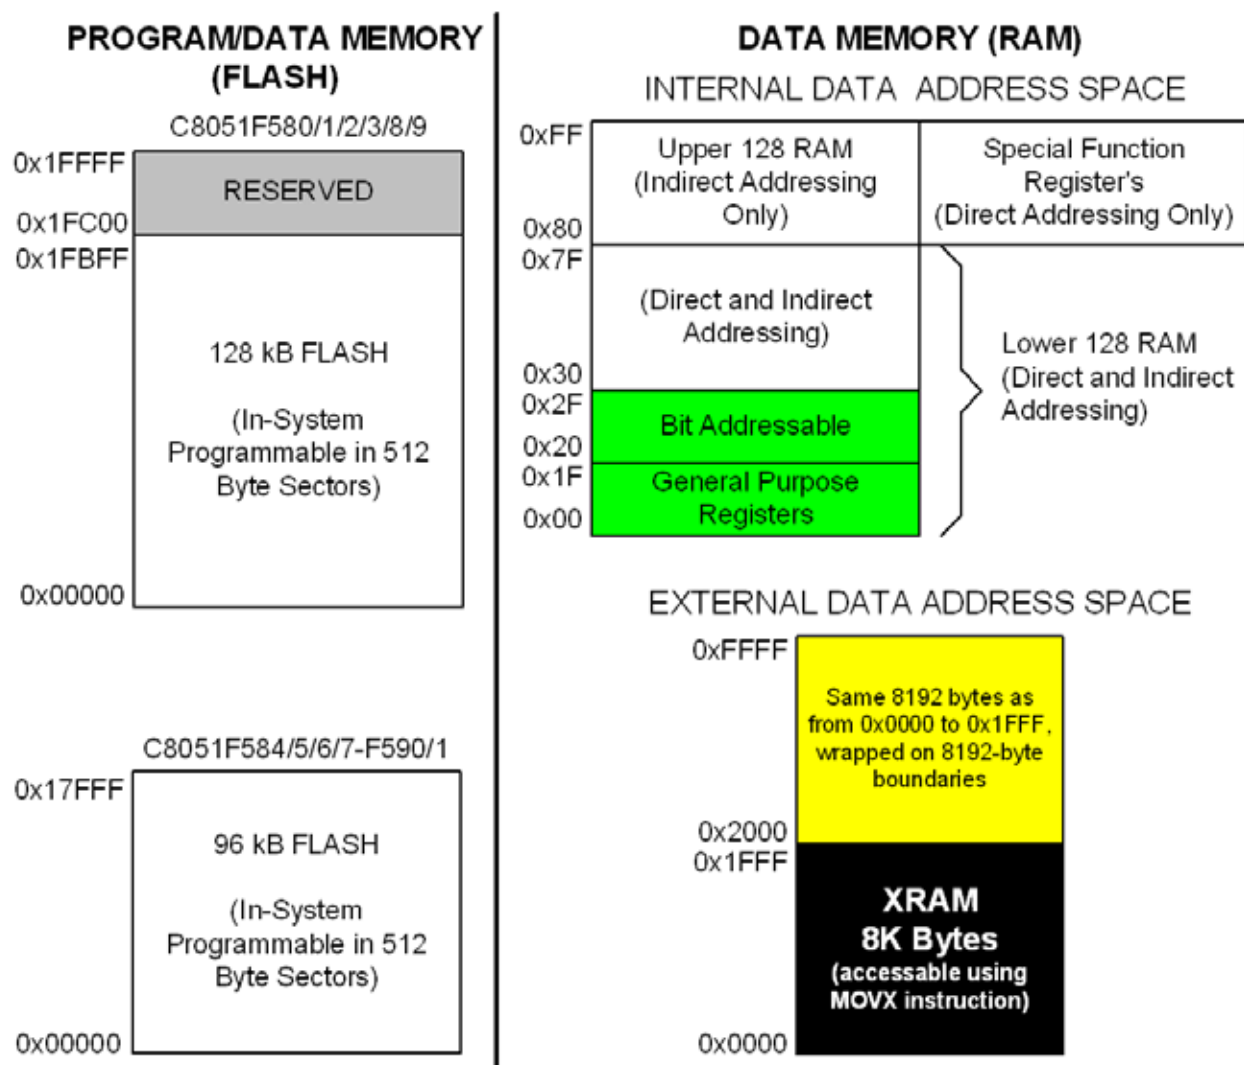 PROGRAM/DATA MEMORY
(FLASH)
C8051F580/1/2/3/8/9
0x1FFFF
RESERVED
0x1FC00
0x1FBFF
128 kB FLASH
(In-System
Programmable in 512
Byte Sectors)
0x00000
C8051F584/5/6/7-F590/1
0x17FFF
96 kB FLASH
(In-System
Programmable in 512
Byte Sectors)
0x00000
DATA MEMORY (RAM)
INTERNAL DATA ADDRESS SPACE
0xFF
Upper 128 RAM
(Indirect Addressing
Only)
0x80
Special Function
Register's
(Direct Addressing Only)
0x7F
(Direct and Indirect
Addressing)
0x30
0x2F
Bit Addressable
0x20
0x1F
General Purpose
Registers
0x00
Lower 128 RAM
(Direct and Indirect
Addressing)
EXTERNAL DATA ADDRESS SPACE
0xFFFF
Same 8192 bytes as
from 0x0000 to 0x1FFF,
wrapped on 8192-byte
boundaries
0x2000
0x1FFF
XRAM
8K Bytes
(accessable using
MOVX instruction)
0x0000